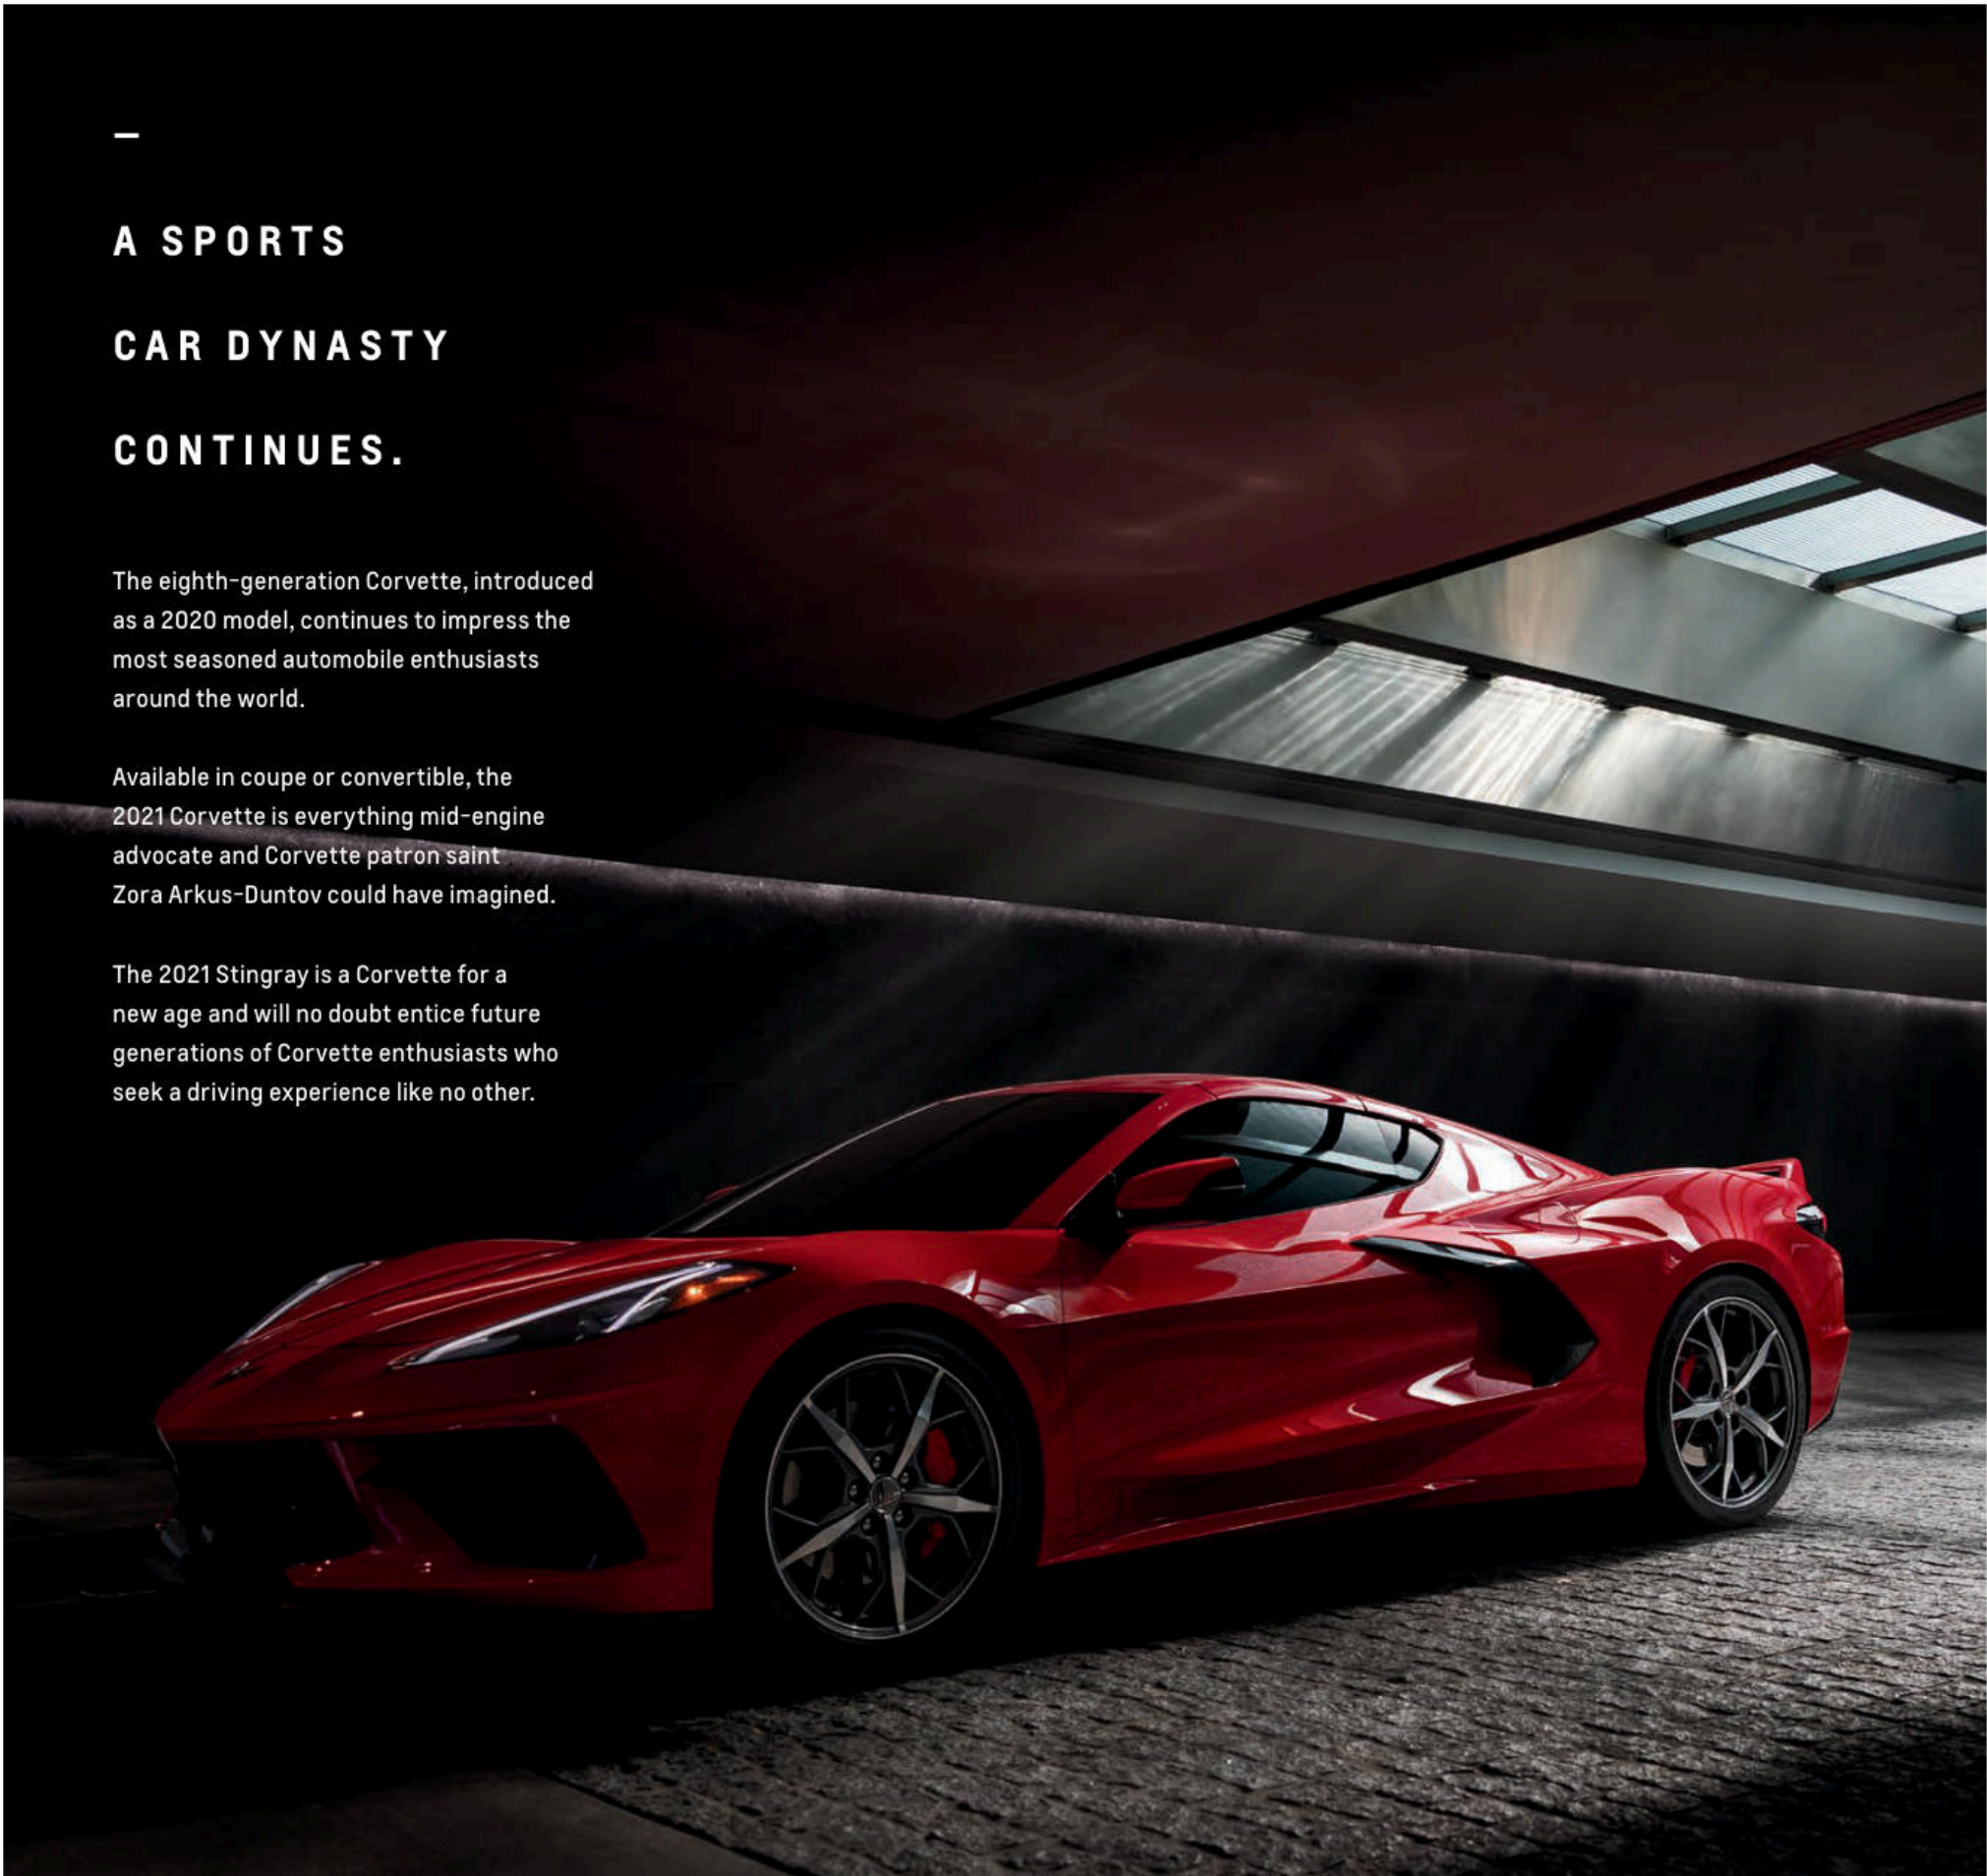 A SPORTS
CAR DYNASTY
CONTINUES.
The eighth-generation Corvette, introduced
as a 2020 model, continues to impress the
most seasoned automobile enthusiasts
around the world.
Available in coupe or convertible, the
2021 Corvette is everything mid-engine
advocate and Corvette patron saint
Zora Arkus-Duntov could have imagined.
The 2021 Stingray is a Corvette for a
new age and will no doubt entice future
generations of Corvette enthusiasts who
seek a driving experience like no other.